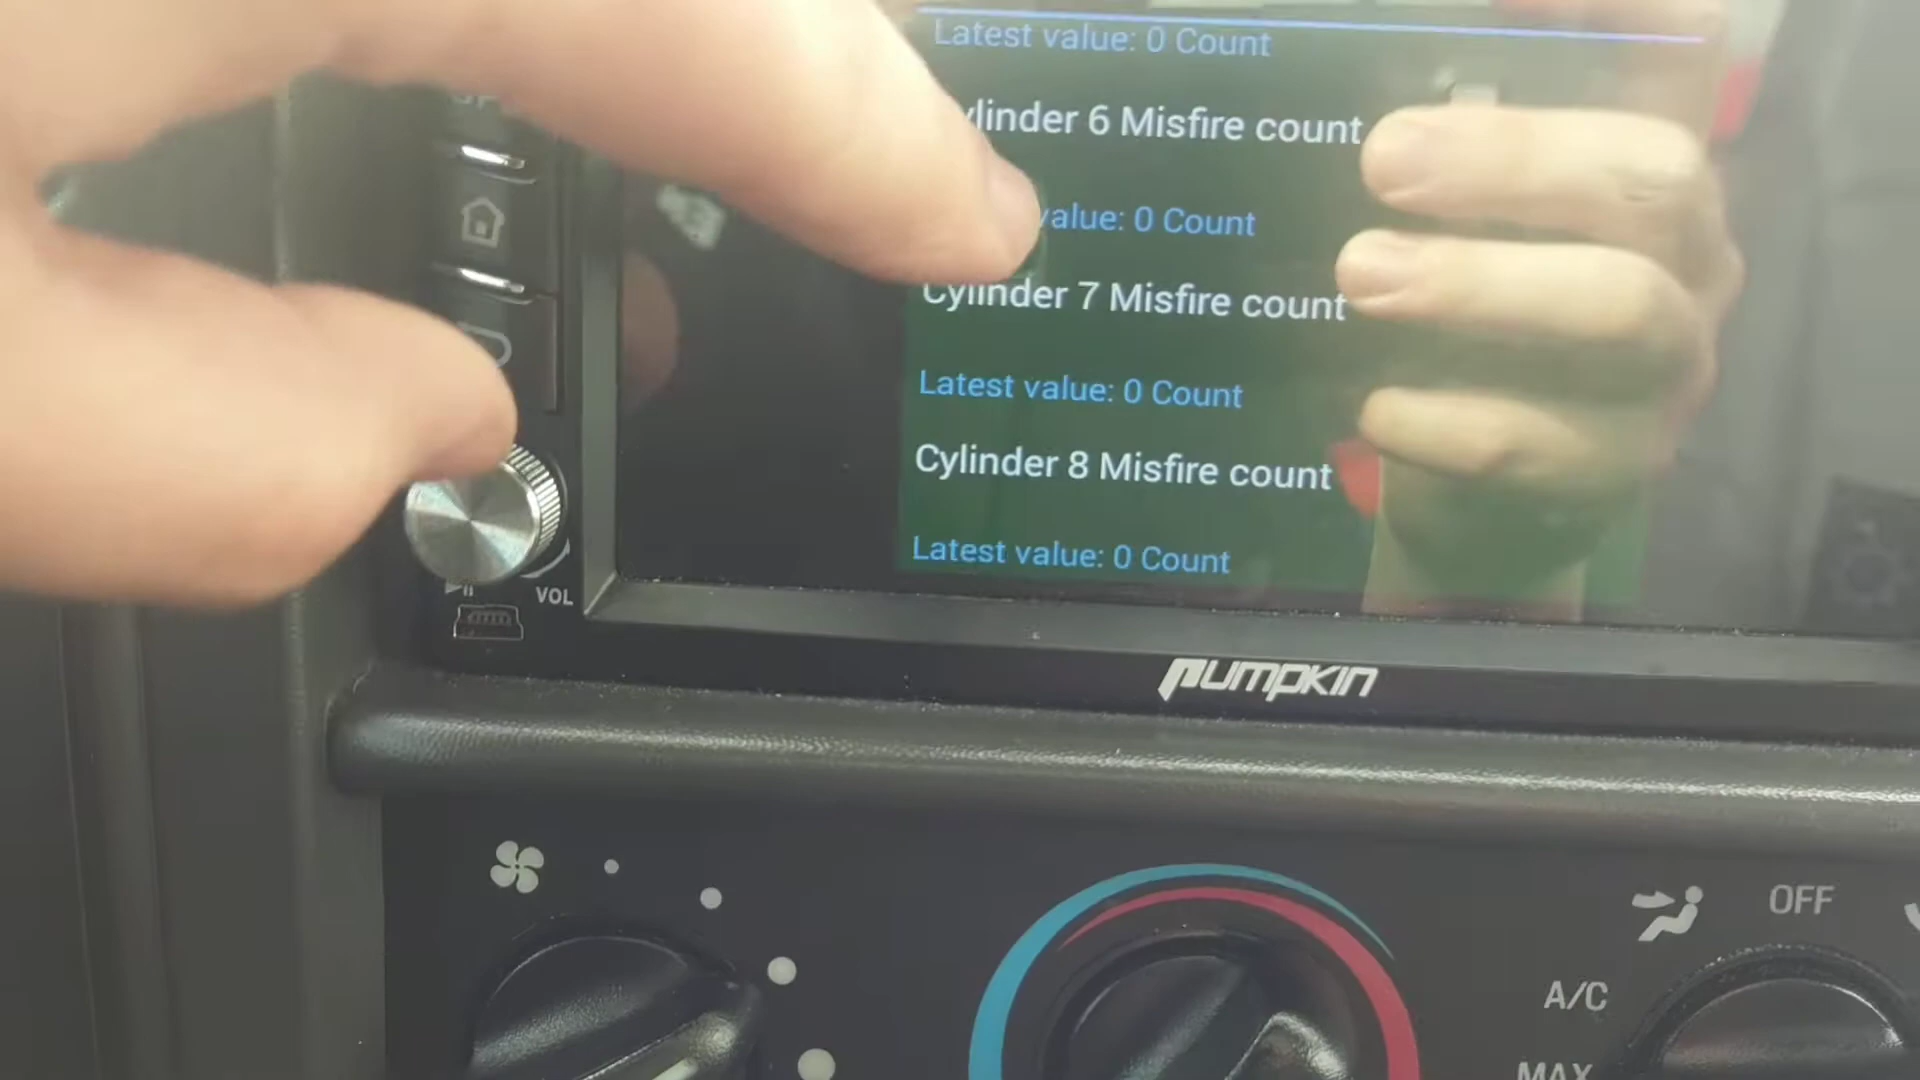 Latest value: 0 Count
Cylinder 6 Misfire count
value: 0 Count
Cylinder 7 Misfire count
Latest value: 0 Count
Cylinder 8 Misfire count
Latest value: 0 Count
VOL
PUMPKIN
OFF
A/C
MAX